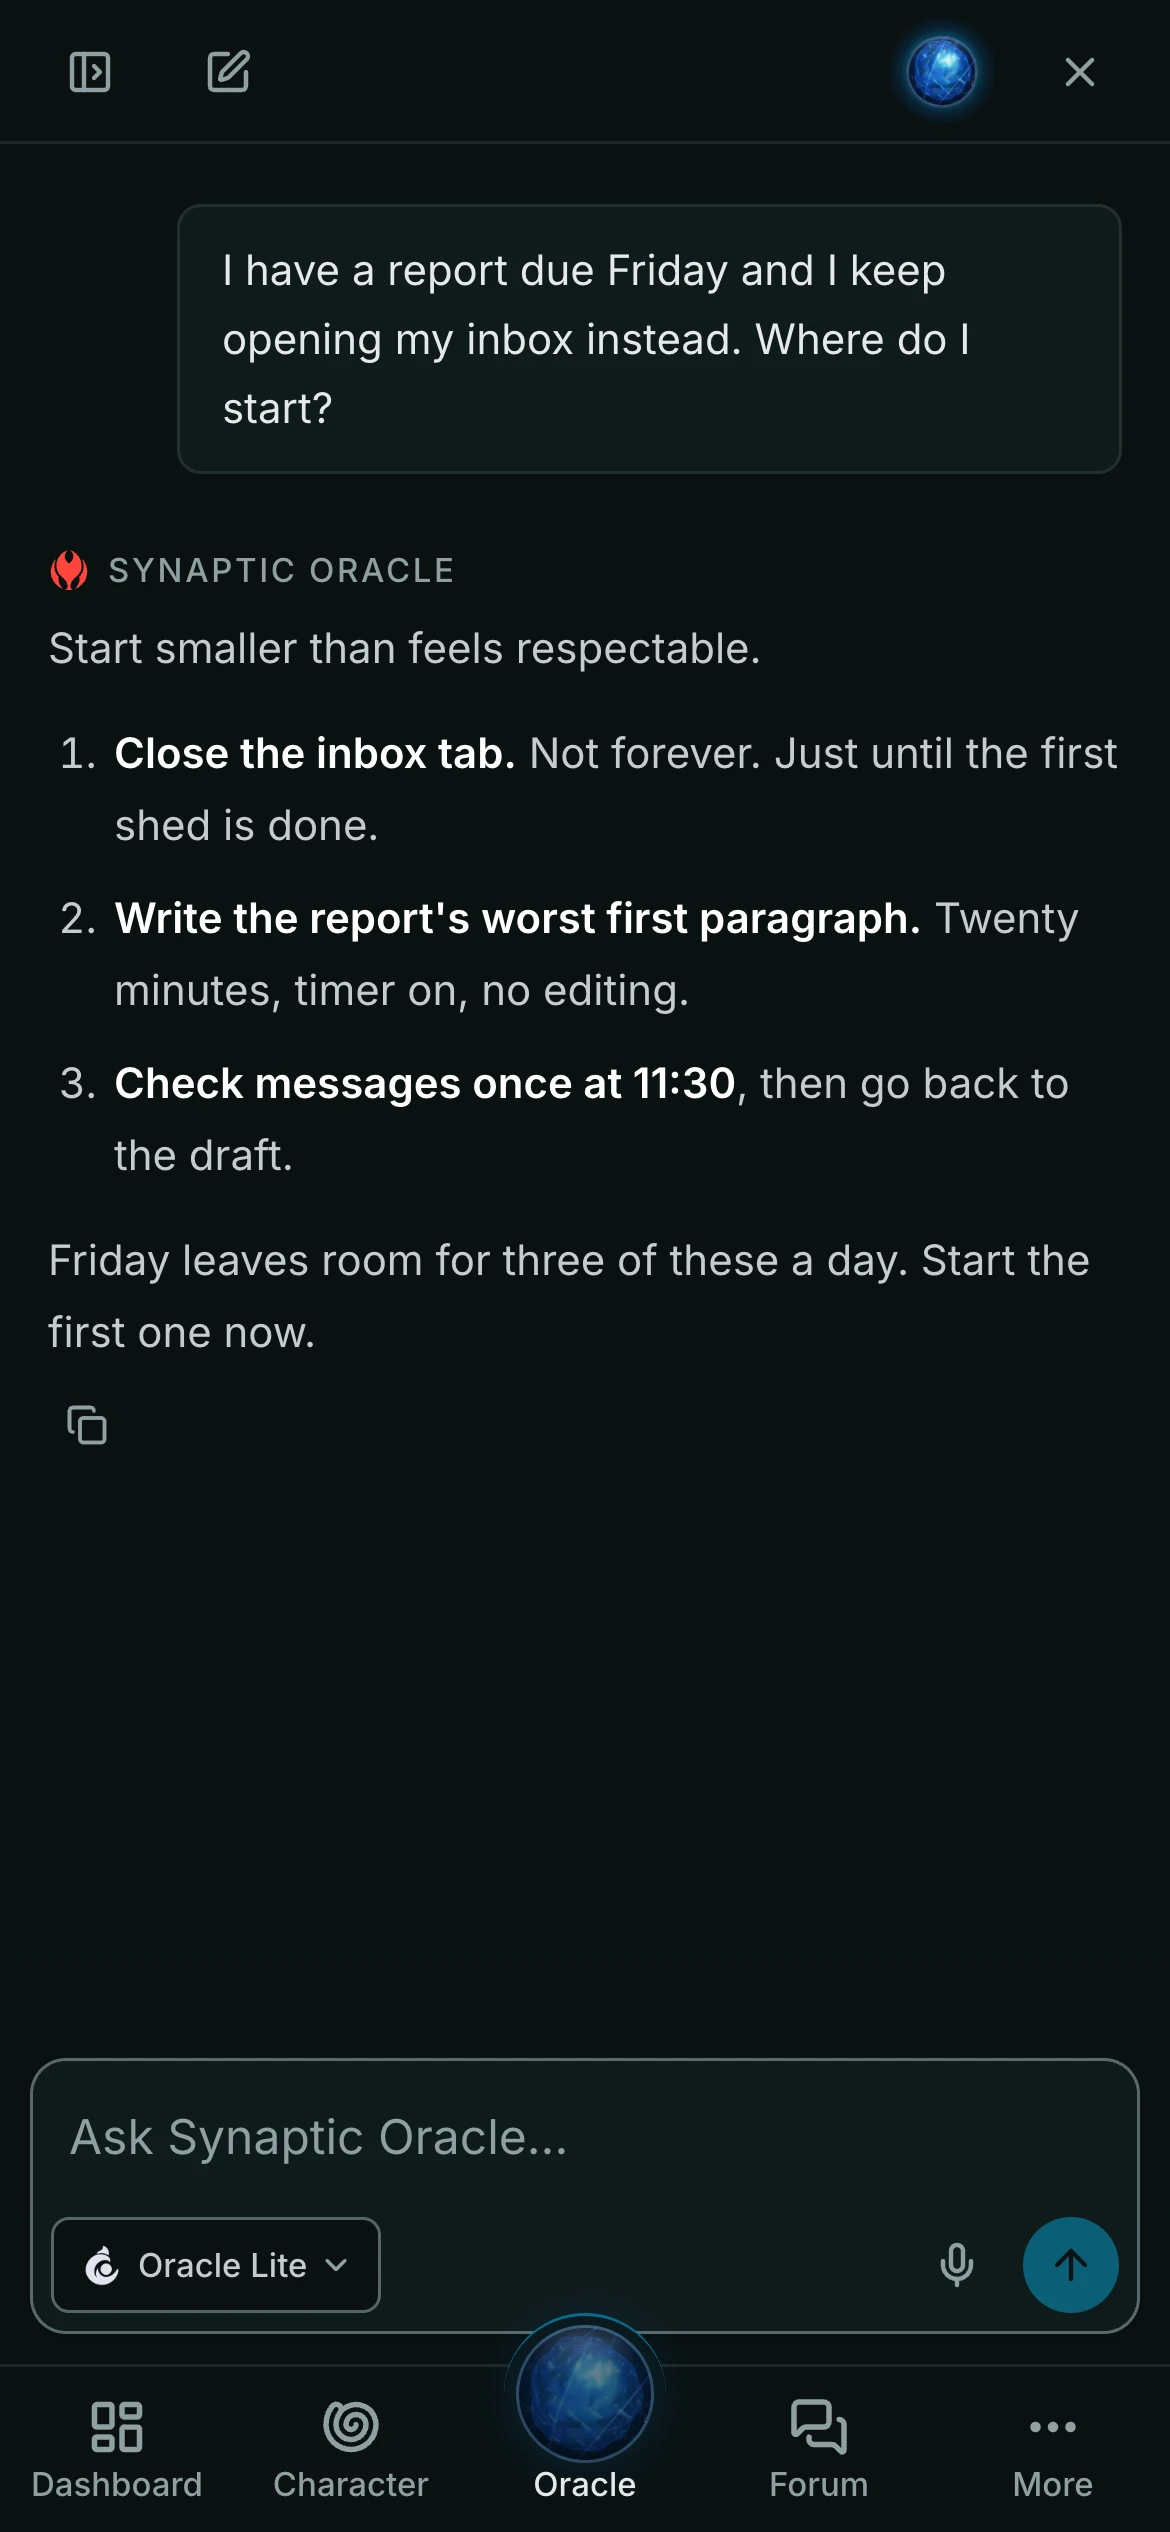 I have a report due Friday and I keep
opening my inbox instead. Where do I
start?
SYNAPTIC ORACLE
Start smaller than feels respectable.
1. Close the inbox tab. Not forever. Just until the first
shed is done.
2. Write the report's worst first paragraph. Twenty
minutes, timer on, no editing.
3. Check messages once at 11:30, then go back to
the draft.
Friday leaves room for three of these a day. Start the
first one now.
Ask Synaptic Oracle...
Oracle Lite
Dashboard
Character
Oracle
Forum
More